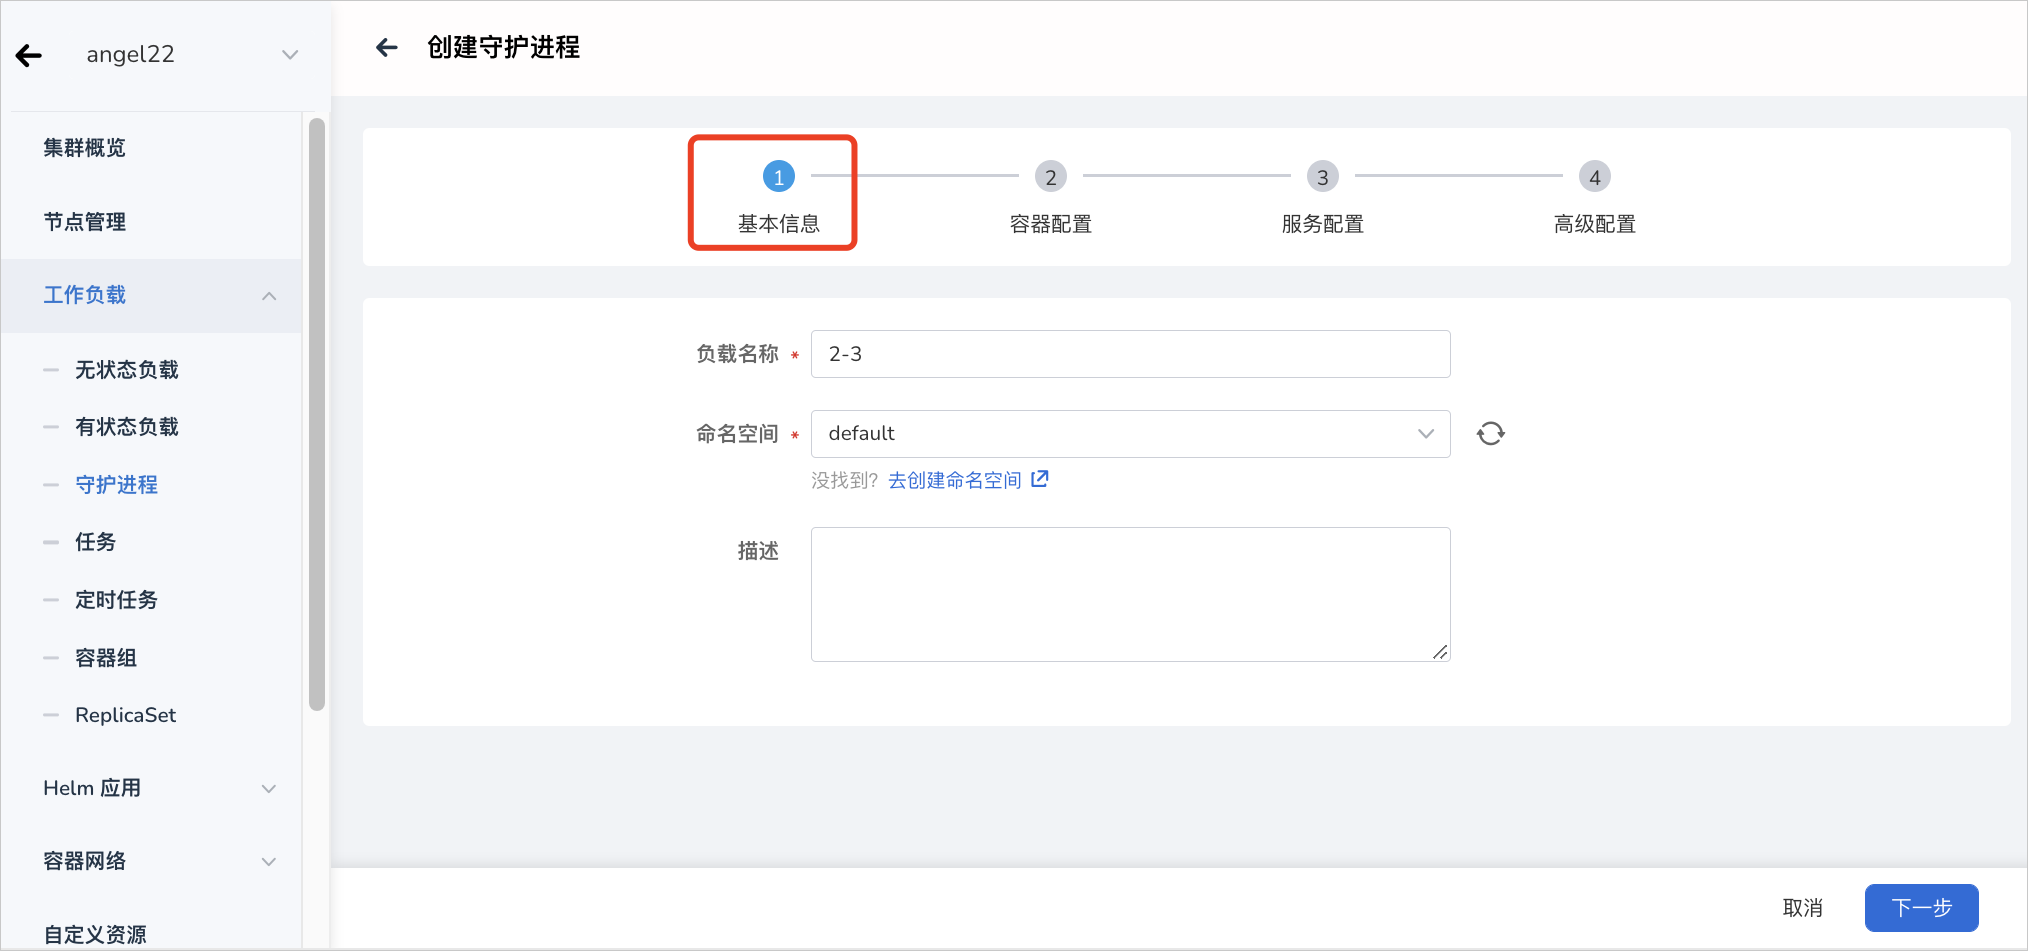 angel22
创建守护进程
集群概览
节点管理
工作负载
无状态负载
有状态负载
守护进程
任务
定时任务
容器组
ReplicaSet
Helm 应用
容器网络
自定义资源
1
基本信息
2
容器配置
3
服务配置
4
高级配置
负载名称 *
2-3
命名空间 *
default
没找到? 去创建命名空间
描述
取消
下一步